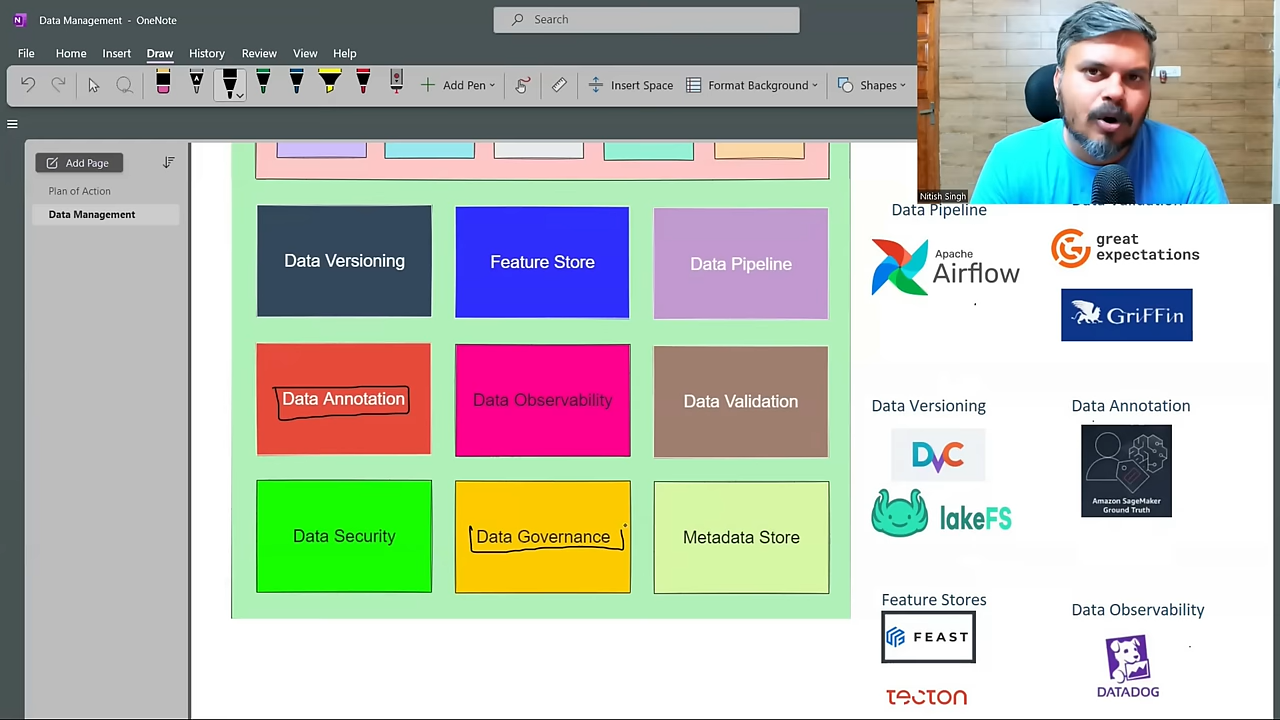 Data Management - OneNote
Search
File Home Insert Draw History Review View Help
Add Pen
Insert Space
Format Background
Shapes
Add Page
Plan of Action
Data Management
Nitish Singh
Data Versioning
Feature Store
Data Pipeline
Data Annotation
Data Observability
Data Validation
Data Security
Data Governance
Metadata Store
Data Pipeline
Data Validation
Apache
Airflow
great
expectations
GriFFin
Data Versioning
Data Annotation
DVC
lakeFS
Amazon SageMaker
Ground Truth
Feature Stores
Data Observability
FEAST
TECTON
DATADOG